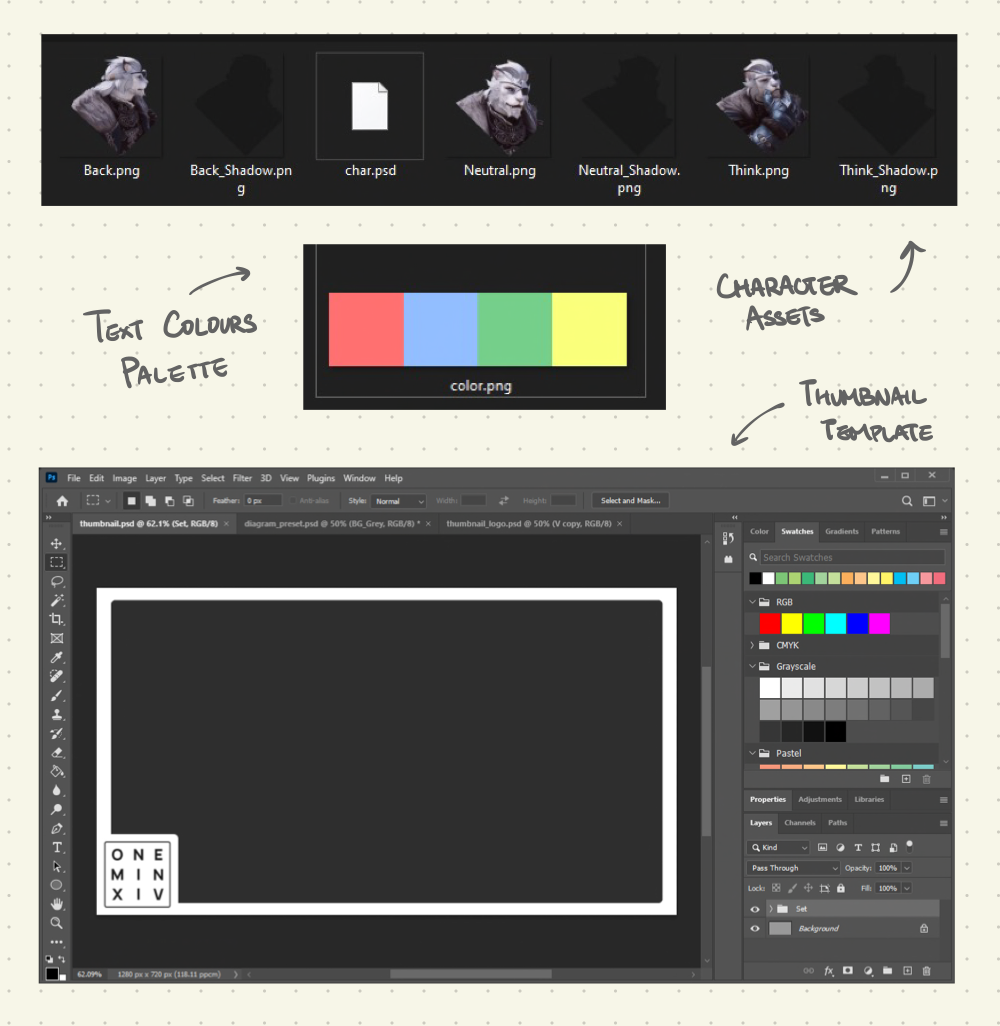 Back.png
Back_Shadow.pn
g
char.psd
Neutral.png
Neutral_Shadow.
png
Think.png
Think_Shadow.p
ng
TEXT COLOURS
PALETTE
color.png
CHARACTER
ASSETS
THUMBNAIL
TEMPLATE
Ps File Edit Image Layer Type Select Filter 3D View Plugins Window Help
Feather: 0 px Anti-alias Style: Normal Width: Height: Select and Mask...
thumbnail.psd @ 62.1% (Set, RGB/8) × diagram_preset.psd @ 50% (BG_Grey, RGB/8) * × thumbnail_logo.psd @ 50% (V copy, RGB/8) ×
Color Swatches Gradients Patterns
Search Swatches
RGB
CMYK
Grayscale
Pastel
Properties Adjustments Libraries
Layers Channels Paths
Kind
Pass Through Opacity: 100%
Lock: Fill: 100%
Set
Background
fx
ONE
MIN
XIV
62.09% 1280 px x 720 px (118.11 ppcm)